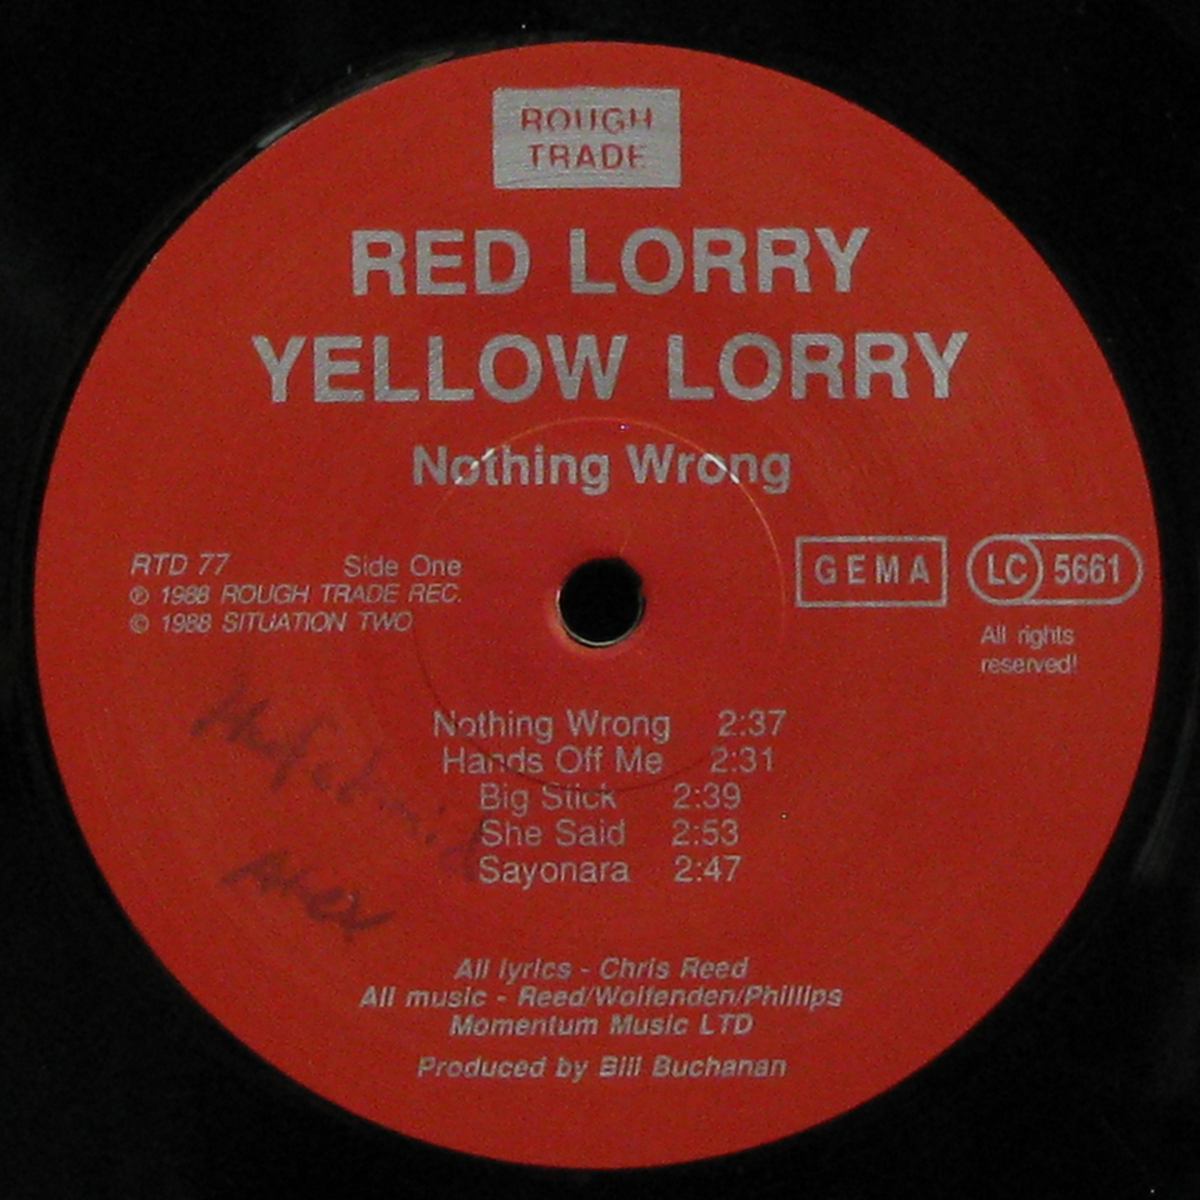 ROUGH
TRADE
RED LORRY
YELLOW LORRY
Nothing Wrong
RTD 77 Side One
℗ 1988 ROUGH TRADE REC.
© 1988 SITUATION TWO
GEMA LC 5661
All rights
reserved!
Nothing Wrong 2:37
Hands Off Me 2:31
Big Stick 2:39
She Said 2:53
Sayonara 2:47
All lyrics - Chris Reed
All music - Reed/Wolfenden/Phillips
Momentum Music LTD
Produced by Bill Buchanan